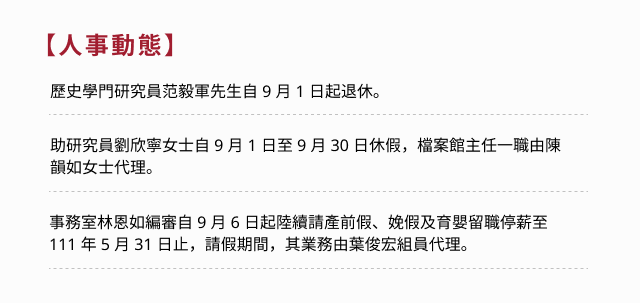 【人事動態】
歷史學門研究員范毅軍先生自 9 月 1 日起退休。
助研究員劉欣寧女士自 9 月 1 日至 9 月 30 日休假，檔案館主任一職由陳
韻如女士代理。
事務室林恩如編審自 9 月 6 日起陸續請產前假、娩假及育嬰留職停薪至
111 年 5 月 31 日止，請假期間，其業務由葉俊宏組員代理。